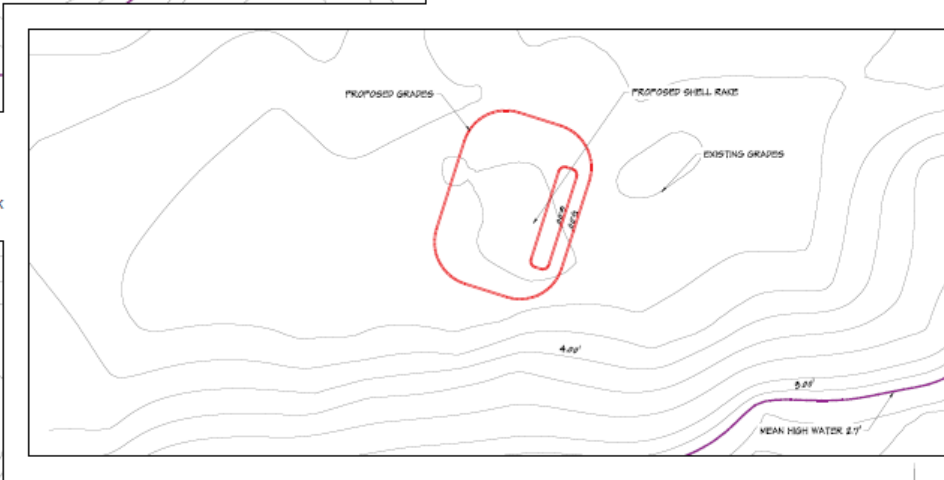 PROPOSED GRADES
PROPOSED SHELL RAKE
EXISTING GRADES
4.00'
3.00'
MEAN HIGH WATER 2.7'